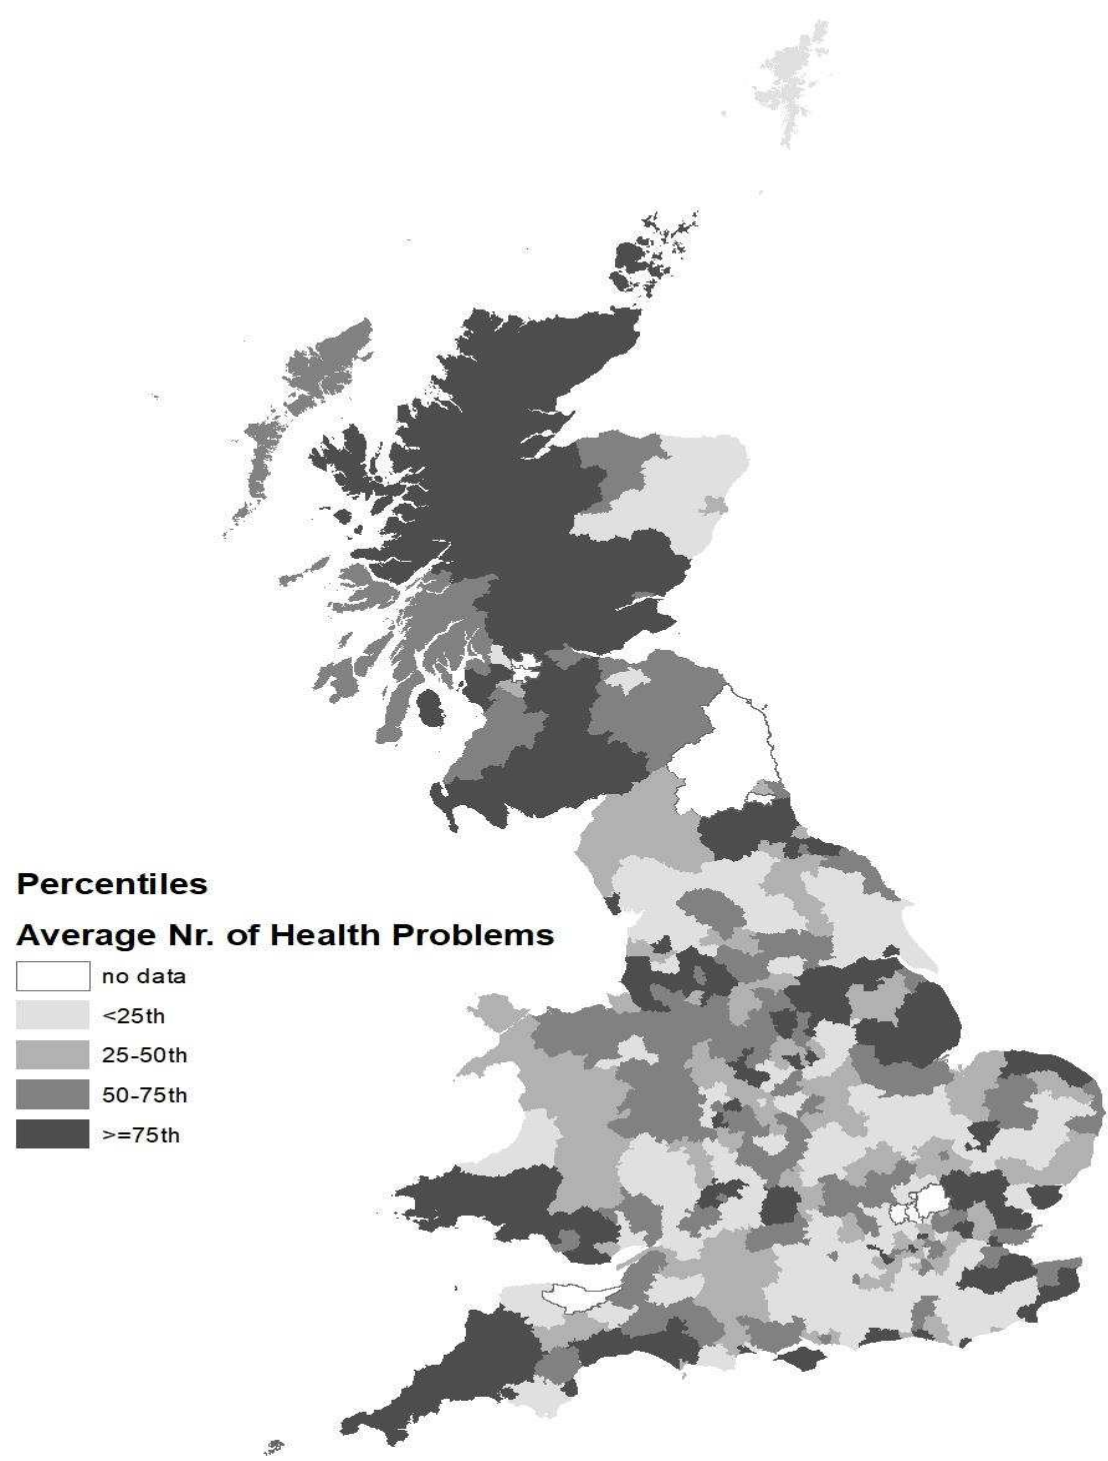 Percentiles
Average Nr. of Health Problems
no data
<25th
25-50th
50-75th
>=75th